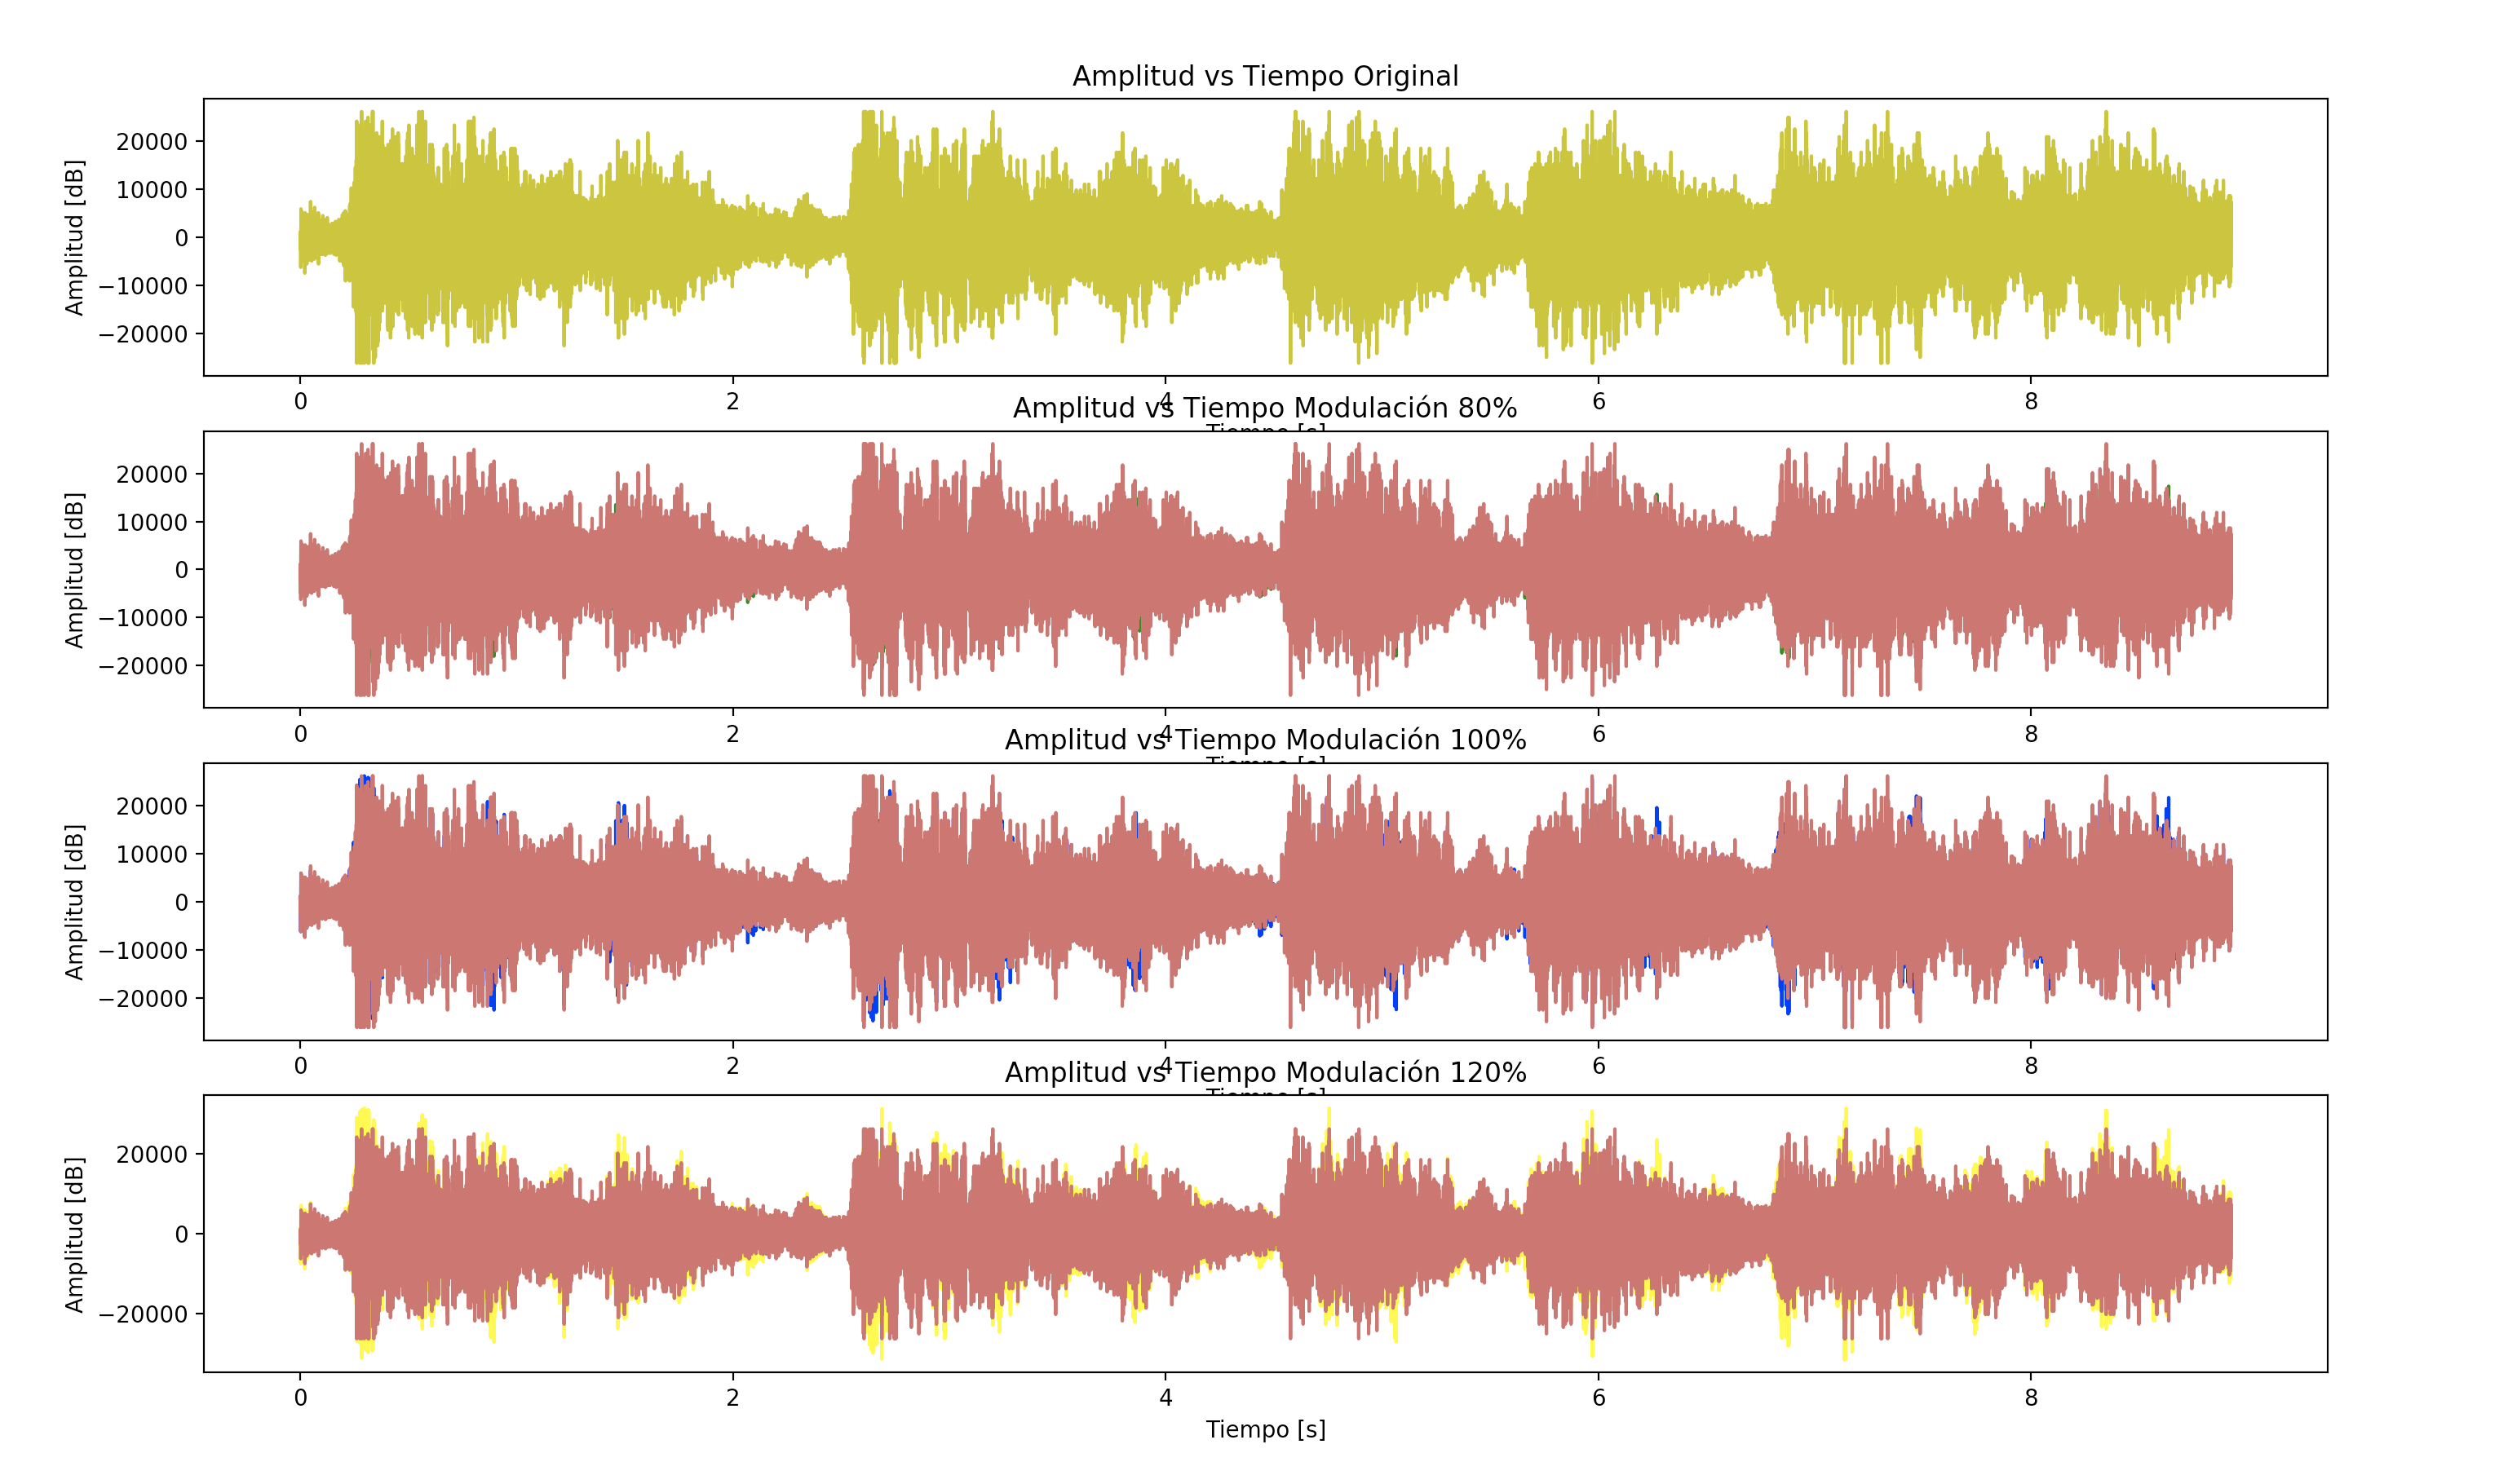 Amplitud vs Tiempo Original
Amplitud [dB]
20000
10000
0
−10000
−20000
0 2 4 6 8
Tiempo [s]
Amplitud vs Tiempo Modulación 80%
Amplitud [dB]
20000
10000
0
−10000
−20000
0 2 4 6 8
Tiempo [s]
Amplitud vs Tiempo Modulación 100%
Amplitud [dB]
20000
10000
0
−10000
−20000
0 2 4 6 8
Tiempo [s]
Amplitud vs Tiempo Modulación 120%
Amplitud [dB]
20000
0
−20000
0 2 4 6 8
Tiempo [s]